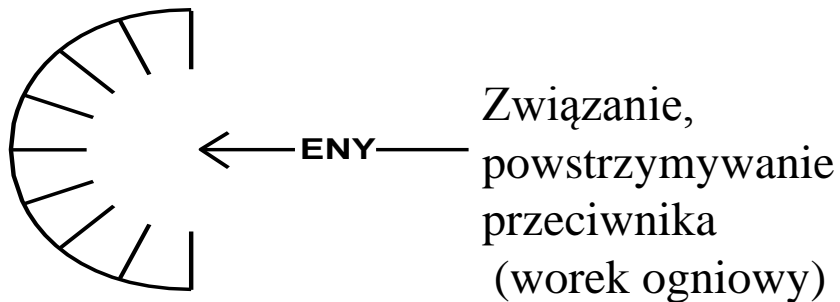 ENY
Związanie,
powstrzymywanie
przeciwnika
(worek ogniowy)